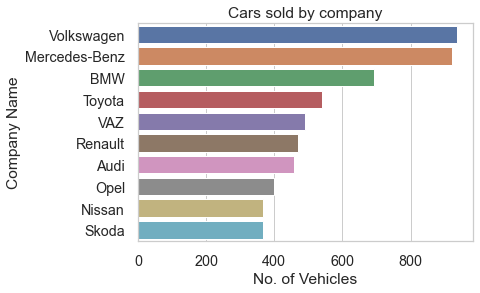 Cars sold by company
Company Name
Volkswagen
Mercedes-Benz
BMW
Toyota
VAZ
Renault
Audi
Opel
Nissan
Skoda
0 200 400 600 800
No. of Vehicles